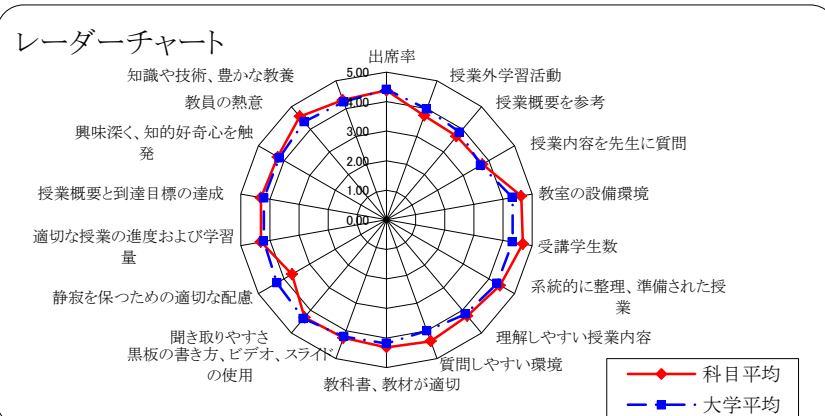 レーダーチャート
出席率
授業外学習活動
授業概要を参考
授業内容を先生に質問
教室の設備環境
受講学生数
系統的に整理、準備された授
業
理解しやすい授業内容
質問しやすい環境
教科書、教材が適切
黒板の書き方、ビデオ、スライド
の使用
聞き取りやすさ
静寂を保つための適切な配慮
適切な授業の進度および学習
量
授業概要と到達目標の達成
興味深く、知的好奇心を触
発
教員の熱意
知識や技術、豊かな教養
5.00
4.00
3.00
2.00
1.00
0.00
科目平均
大学平均